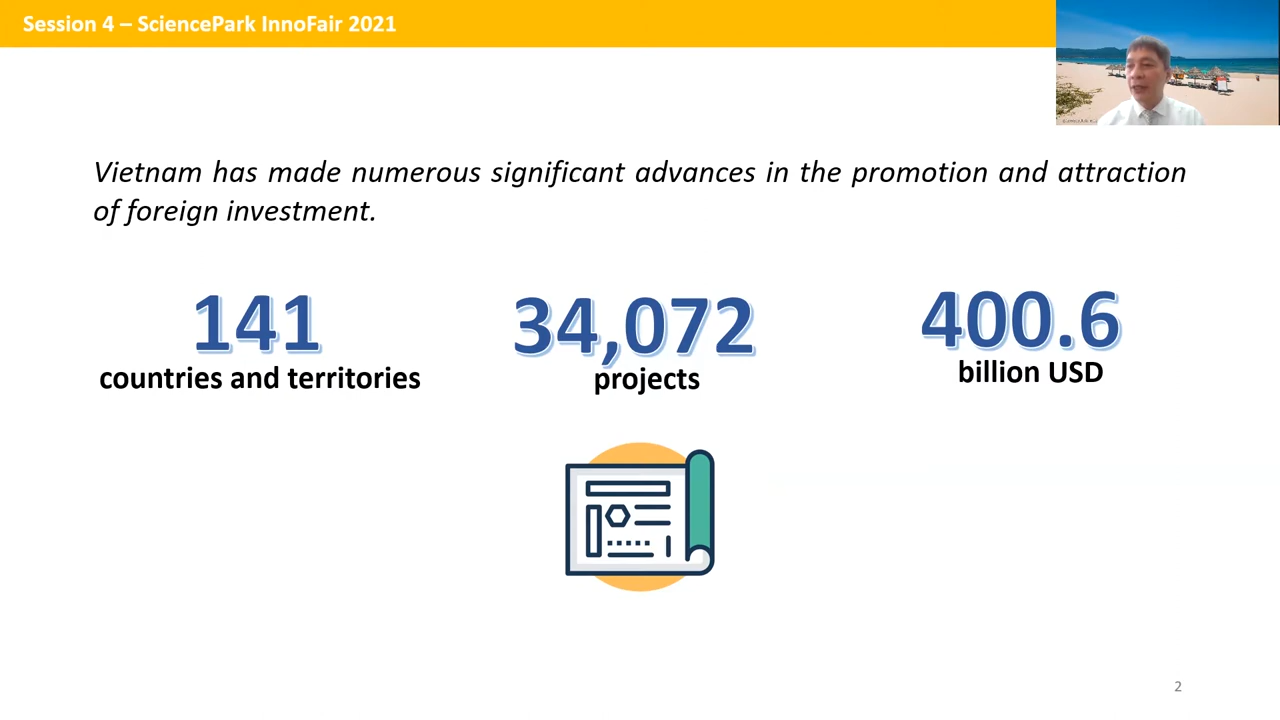 Session 4 – SciencePark InnoFair 2021
Vietnam has made numerous significant advances in the promotion and attraction
of foreign investment.
141
countries and territories
34,072
projects
400.6
billion USD
2